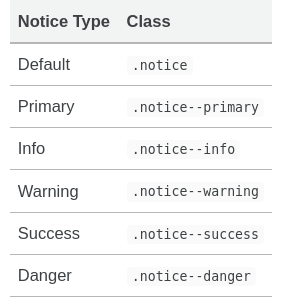 Notice Type Class
Default .notice
Primary .notice--primary
Info .notice--info
Warning .notice--warning
Success .notice--success
Danger .notice--danger